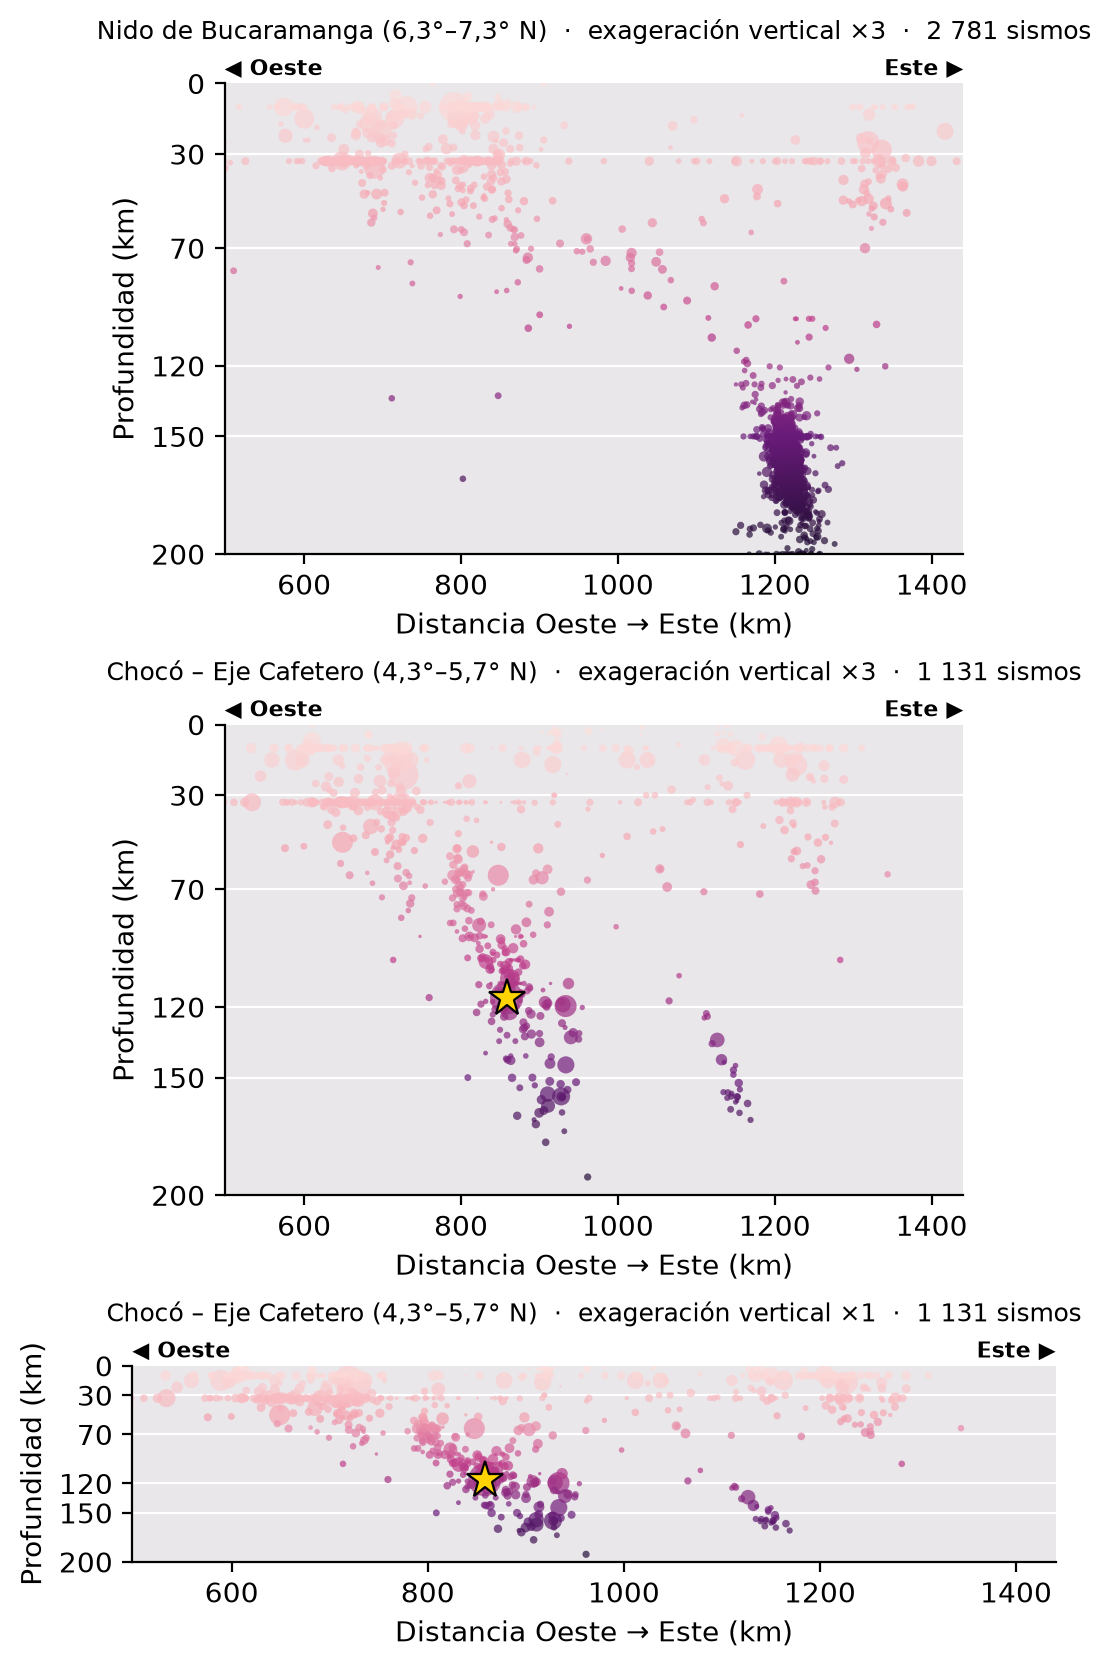 Nido de Bucaramanga (6,3°–7,3° N)  ·  exageración vertical ×3  ·  2 781 sismos
◀ Oeste Este ▶
0
30
70
120
150
200
Profundidad (km)
600 800 1000 1200 1400
Distancia Oeste → Este (km)
Chocó – Eje Cafetero (4,3°–5,7° N)  ·  exageración vertical ×3  ·  1 131 sismos
◀ Oeste Este ▶
0
30
70
120
150
200
Profundidad (km)
600 800 1000 1200 1400
Distancia Oeste → Este (km)
Chocó – Eje Cafetero (4,3°–5,7° N)  ·  exageración vertical ×1  ·  1 131 sismos
◀ Oeste Este ▶
0
30
70
120
150
200
Profundidad (km)
600 800 1000 1200 1400
Distancia Oeste → Este (km)